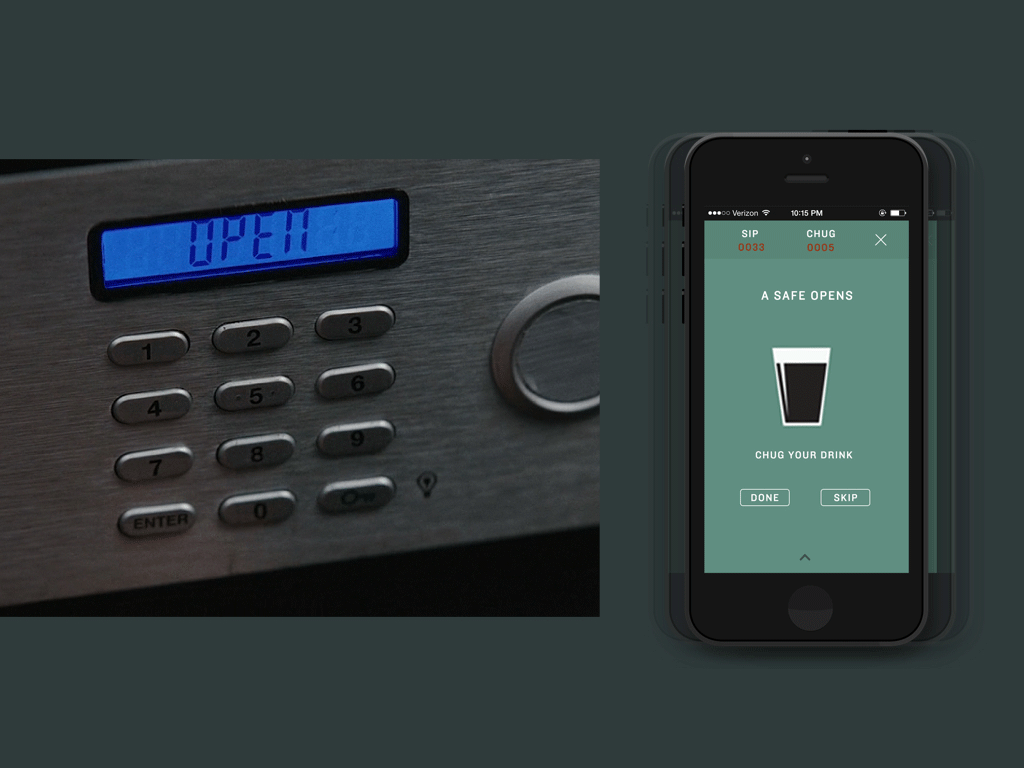 OPEN
1 2 3
4 5 6
7 8 9
ENTER 0
Verizon 10:15 PM
SIP CHUG
0033 0005
A SAFE OPENS
CHUG YOUR DRINK
DONE SKIP